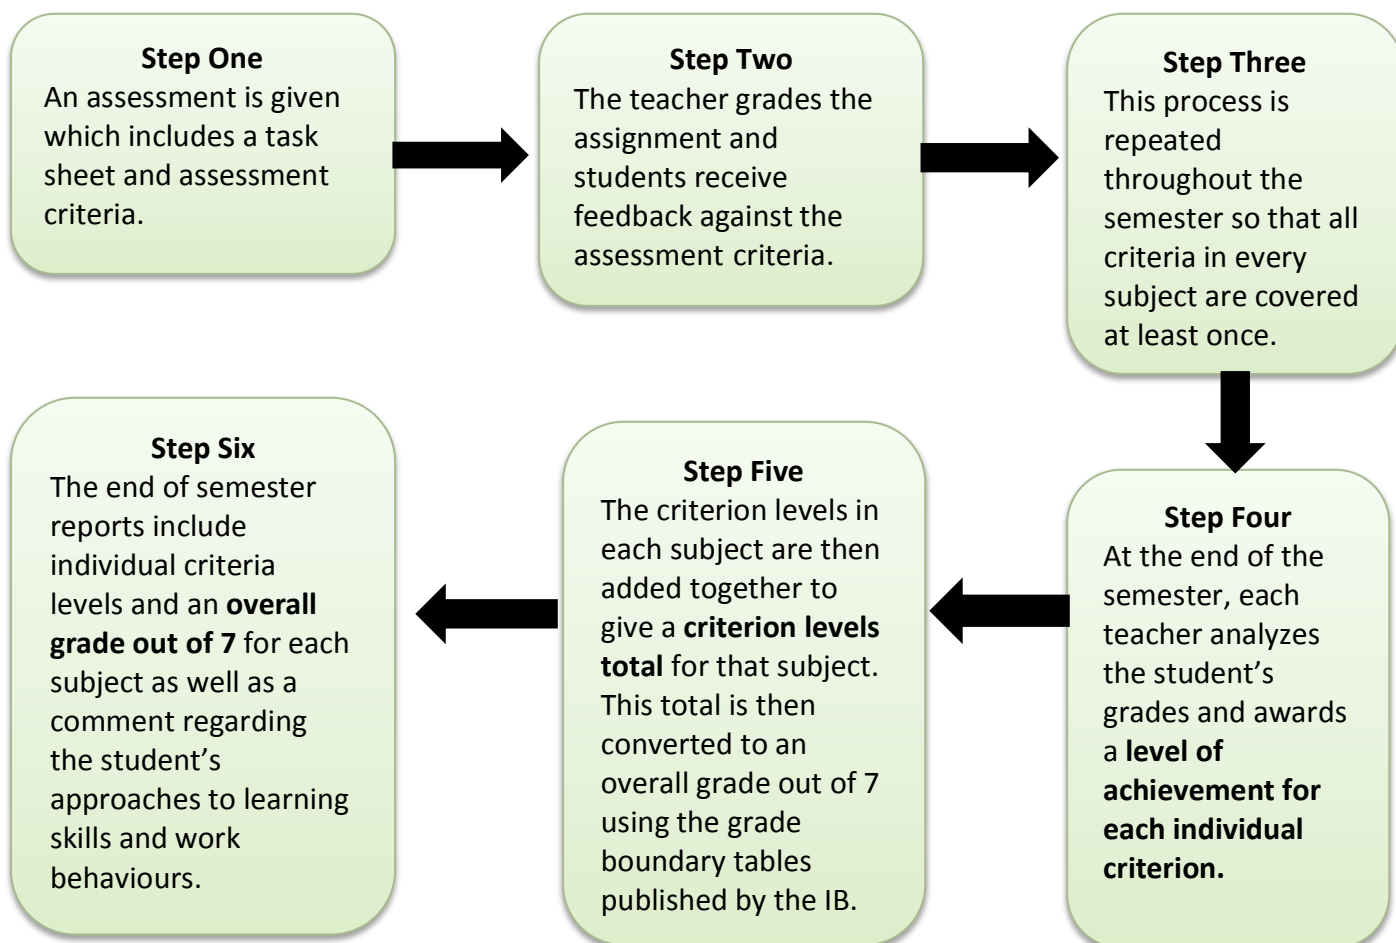 Step One
An assessment is given
which includes a task
sheet and assessment
criteria.
Step Two
The teacher grades the
assignment and
students receive
feedback against the
assessment criteria.
Step Three
This process is
repeated
throughout the
semester so that all
criteria in every
subject are covered
at least once.
Step Four
At the end of the
semester, each
teacher analyzes
the student’s
grades and awards
a level of
achievement for
each individual
criterion.
Step Five
The criterion levels in
each subject are then
added together to
give a criterion levels
total for that subject.
This total is then
converted to an
overall grade out of 7
using the grade
boundary tables
published by the IB.
Step Six
The end of semester
reports include
individual criteria
levels and an overall
grade out of 7 for each
subject as well as a
comment regarding
the student’s
approaches to learning
skills and work
behaviours.